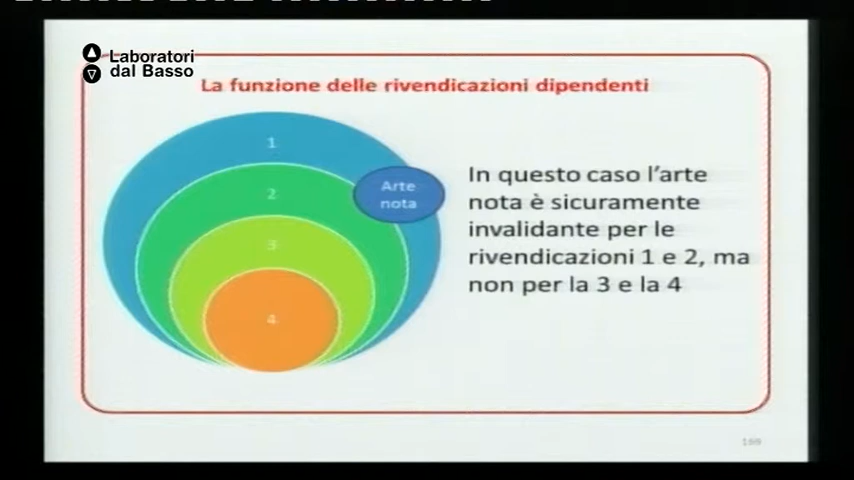 Laboratori
dal Basso
La funzione delle rivendicazioni dipendenti
1
2
3
4
Arte
nota
In questo caso l'arte
nota è sicuramente
invalidante per le
rivendicazioni 1 e 2, ma
non per la 3 e la 4